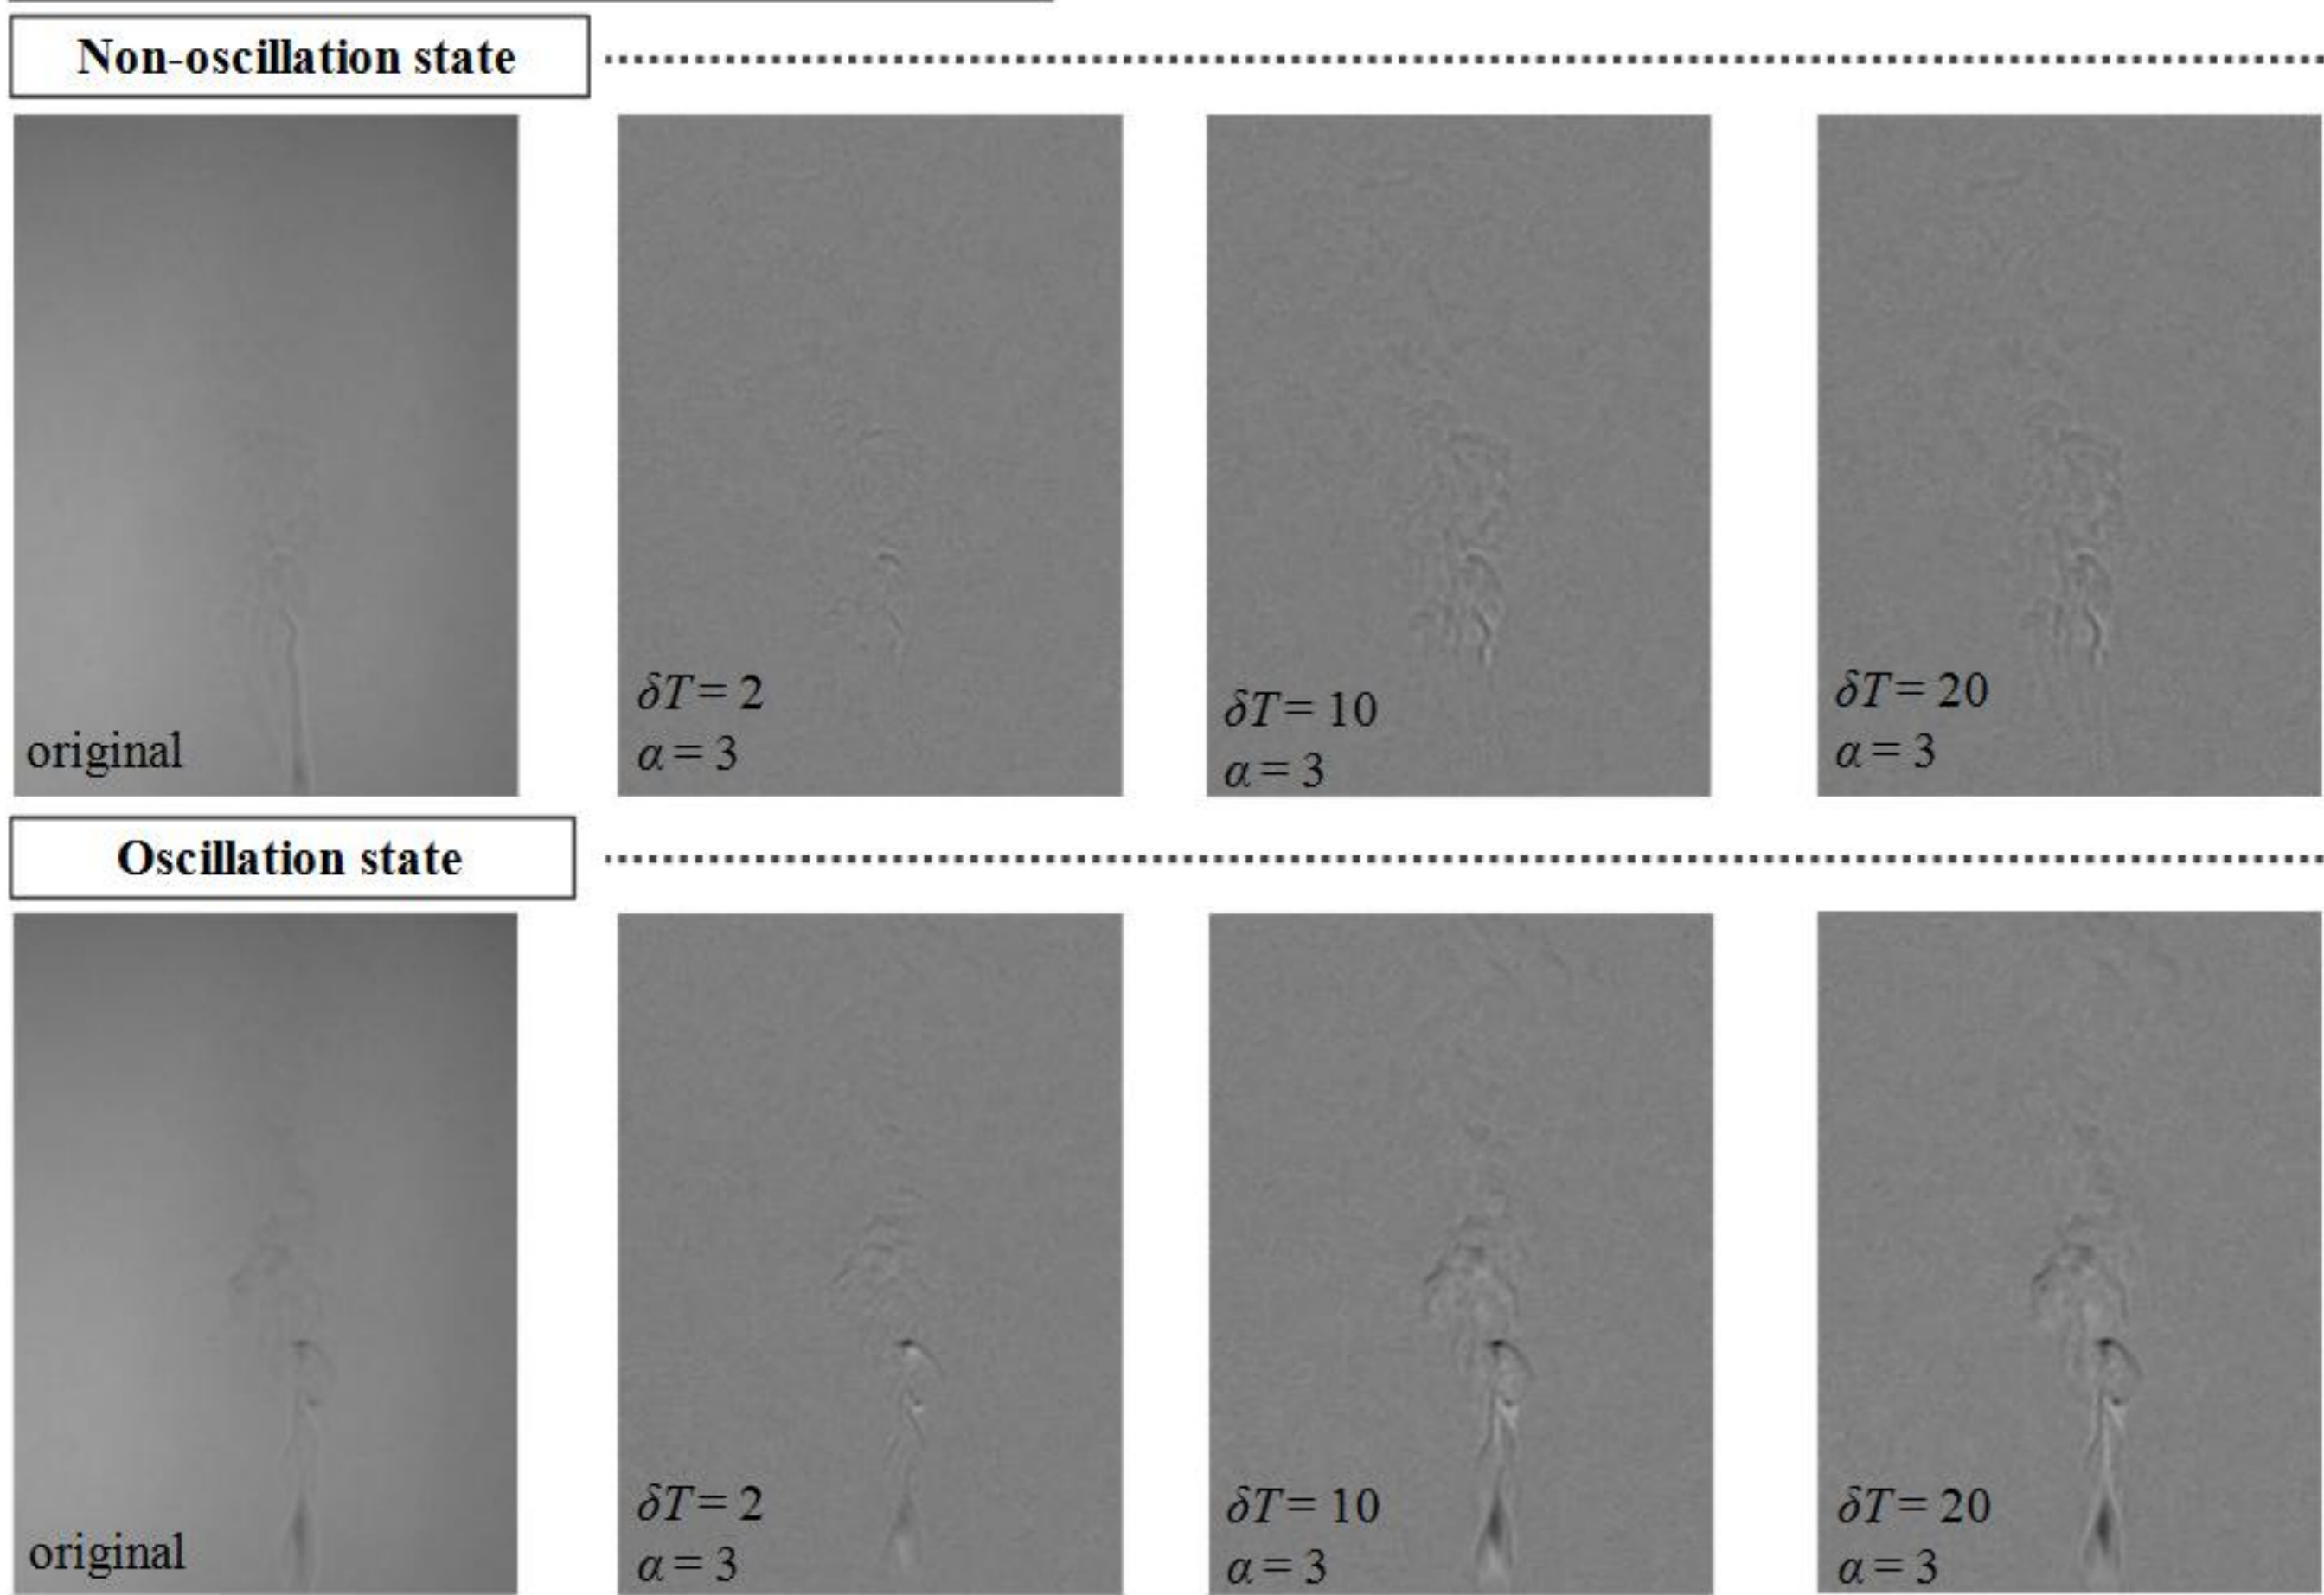 Non-oscillation state
original
δT = 2
α = 3
δT = 10
α = 3
δT = 20
α = 3
Oscillation state
original
δT = 2
α = 3
δT = 10
α = 3
δT = 20
α = 3